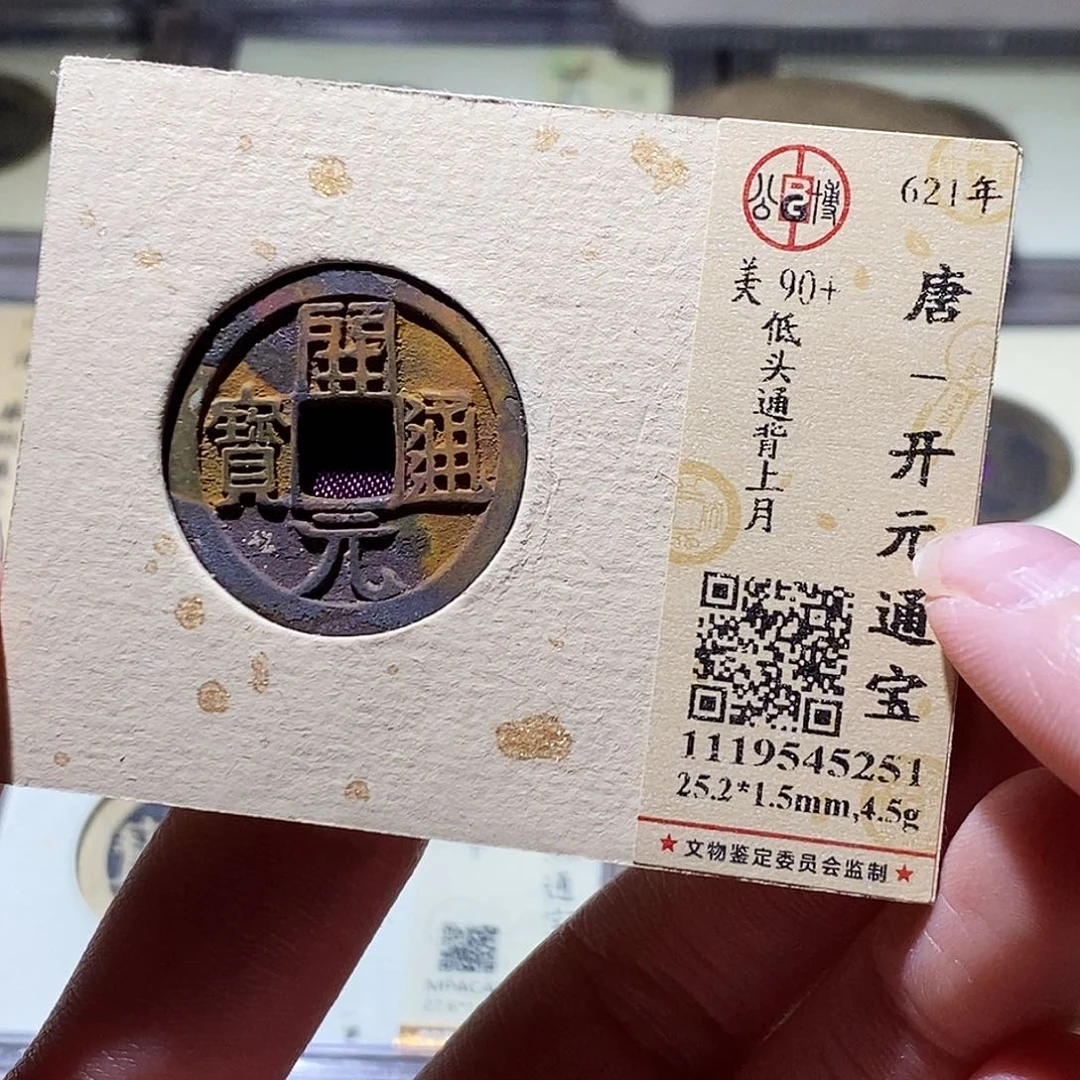 開元通寶
公博
621年
唐一开元通宝
美 90+
低头通背上月
1119545251
25.2*1.5mm,4.5g
★文物鉴定委员会监制★